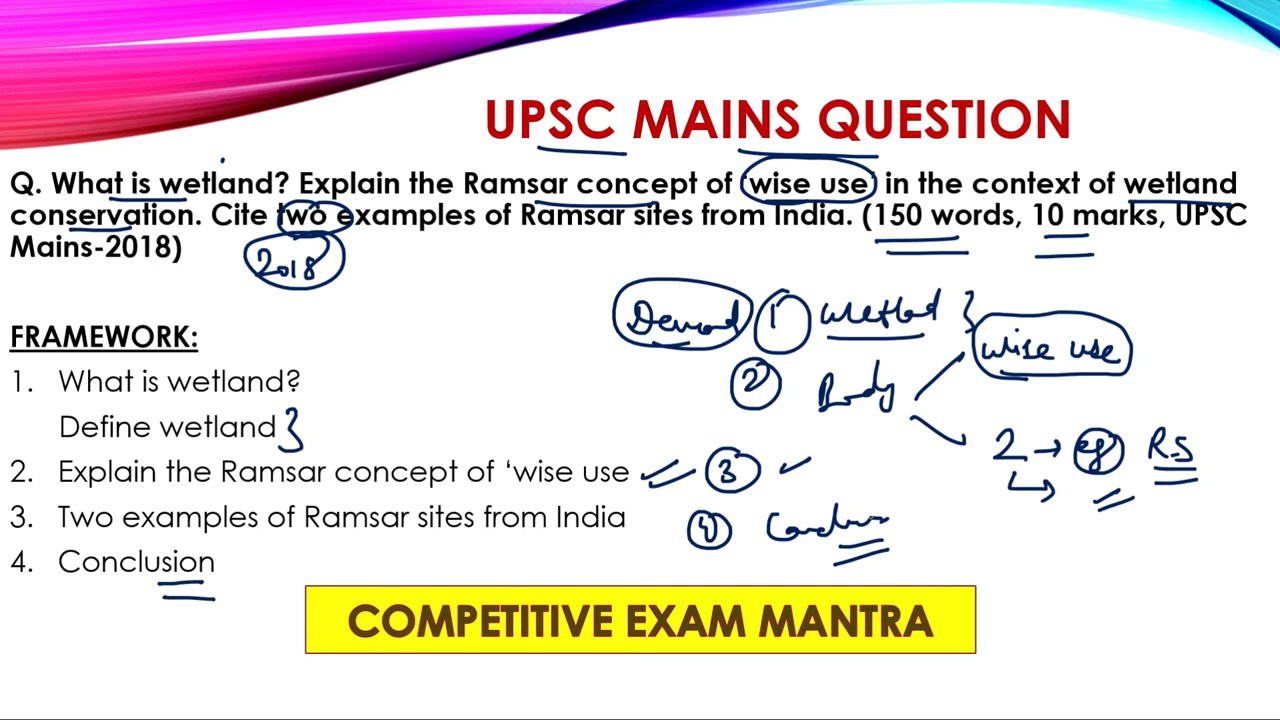 UPSC MAINS QUESTION
Q. What is wetland? Explain the Ramsar concept of ‘wise use’ in the context of wetland
conservation. Cite two examples of Ramsar sites from India. (150 words, 10 marks, UPSC
Mains-2018)
2018
FRAMEWORK:
1. What is wetland?
Define wetland
2. Explain the Ramsar concept of ‘wise use
3. Two examples of Ramsar sites from India
4. Conclusion
Demand 1 wetland
wise use
2 Body
2 → eg R.S
3
4
COMPETITIVE EXAM MANTRA